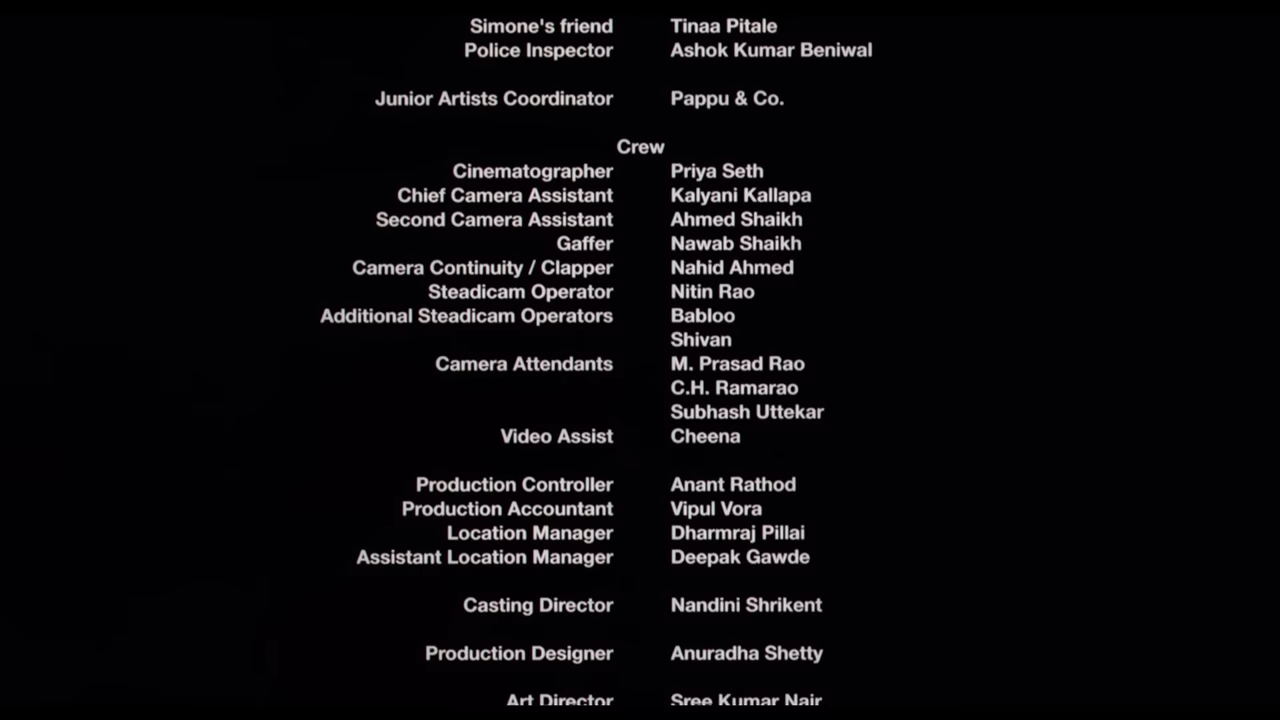 Simone's friend Tinaa Pitale
Police Inspector Ashok Kumar Beniwal
Junior Artists Coordinator Pappu & Co.
Crew
Cinematographer Priya Seth
Chief Camera Assistant Kalyani Kallapa
Second Camera Assistant Ahmed Shaikh
Gaffer Nawab Shaikh
Camera Continuity / Clapper Nahid Ahmed
Steadicam Operator Nitin Rao
Additional Steadicam Operators Babloo
Shivan
Camera Attendants M. Prasad Rao
C.H. Ramarao
Subhash Uttekar
Video Assist Cheena
Production Controller Anant Rathod
Production Accountant Vipul Vora
Location Manager Dharmraj Pillai
Assistant Location Manager Deepak Gawde
Casting Director Nandini Shrikent
Production Designer Anuradha Shetty
Art Director Sree Kumar Nair